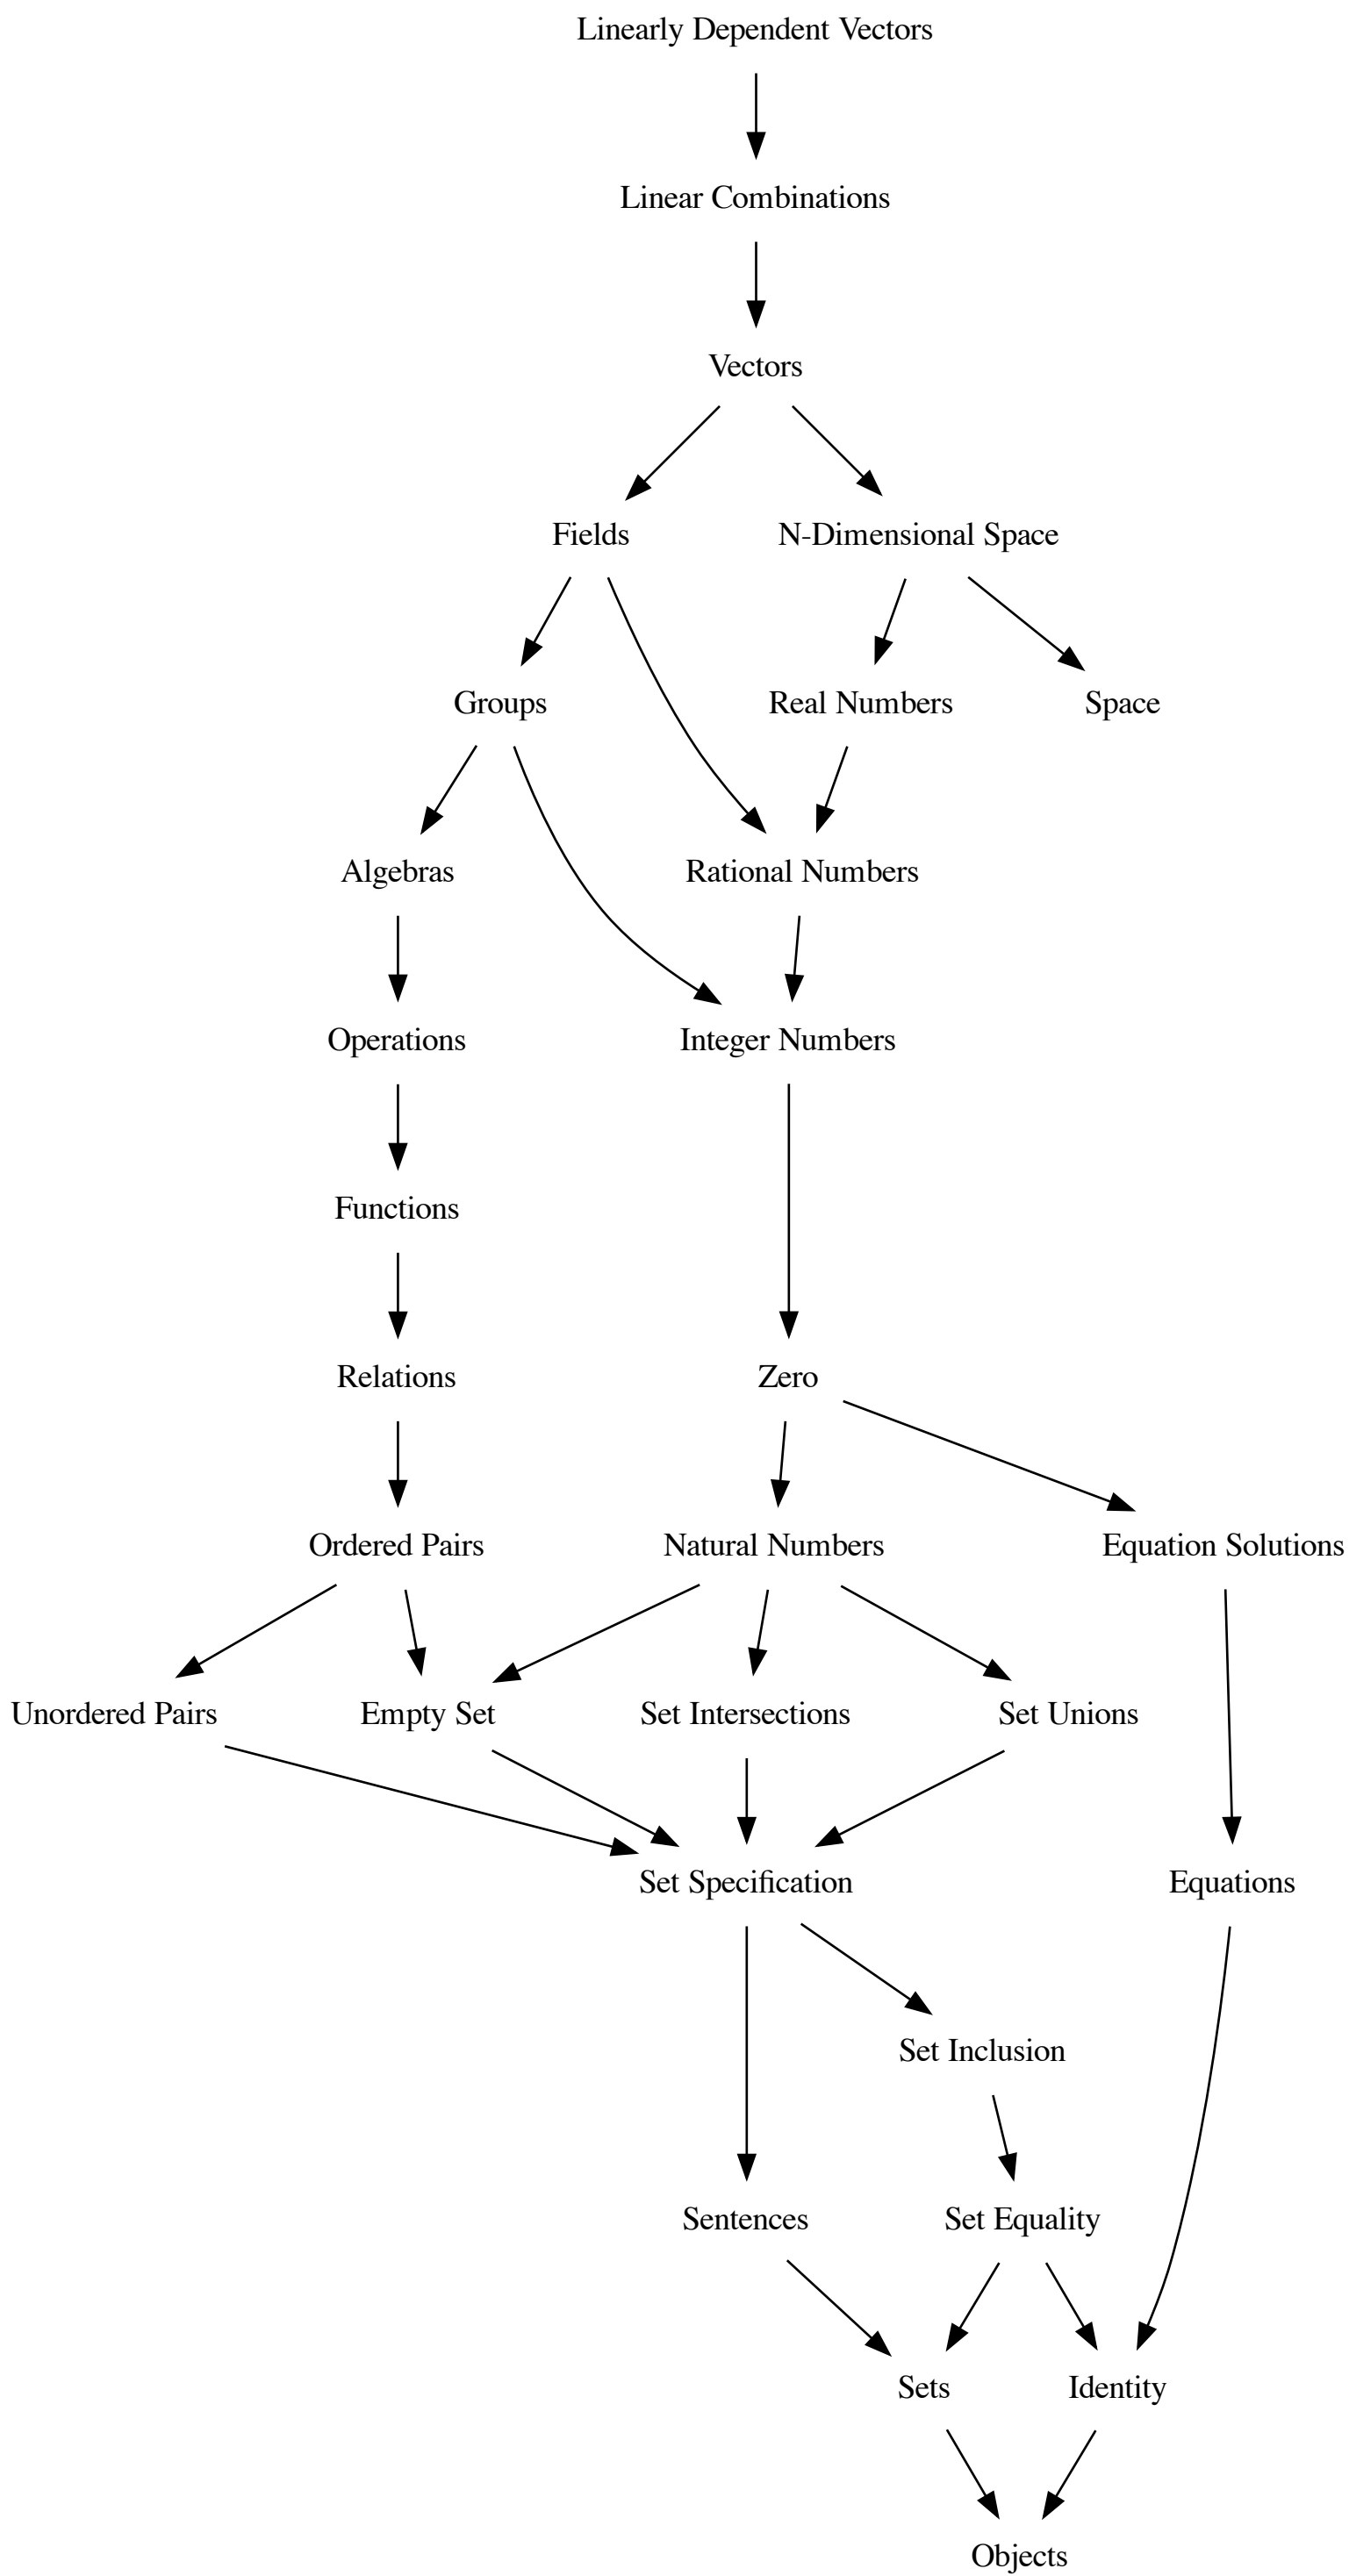 Linearly Dependent Vectors
Linear Combinations
Vectors
Fields
N-Dimensional Space
Groups
Real Numbers
Space
Algebras
Rational Numbers
Operations
Integer Numbers
Functions
Relations
Zero
Ordered Pairs
Natural Numbers
Equation Solutions
Unordered Pairs
Empty Set
Set Intersections
Set Unions
Set Specification
Equations
Set Inclusion
Sentences
Set Equality
Sets
Identity
Objects